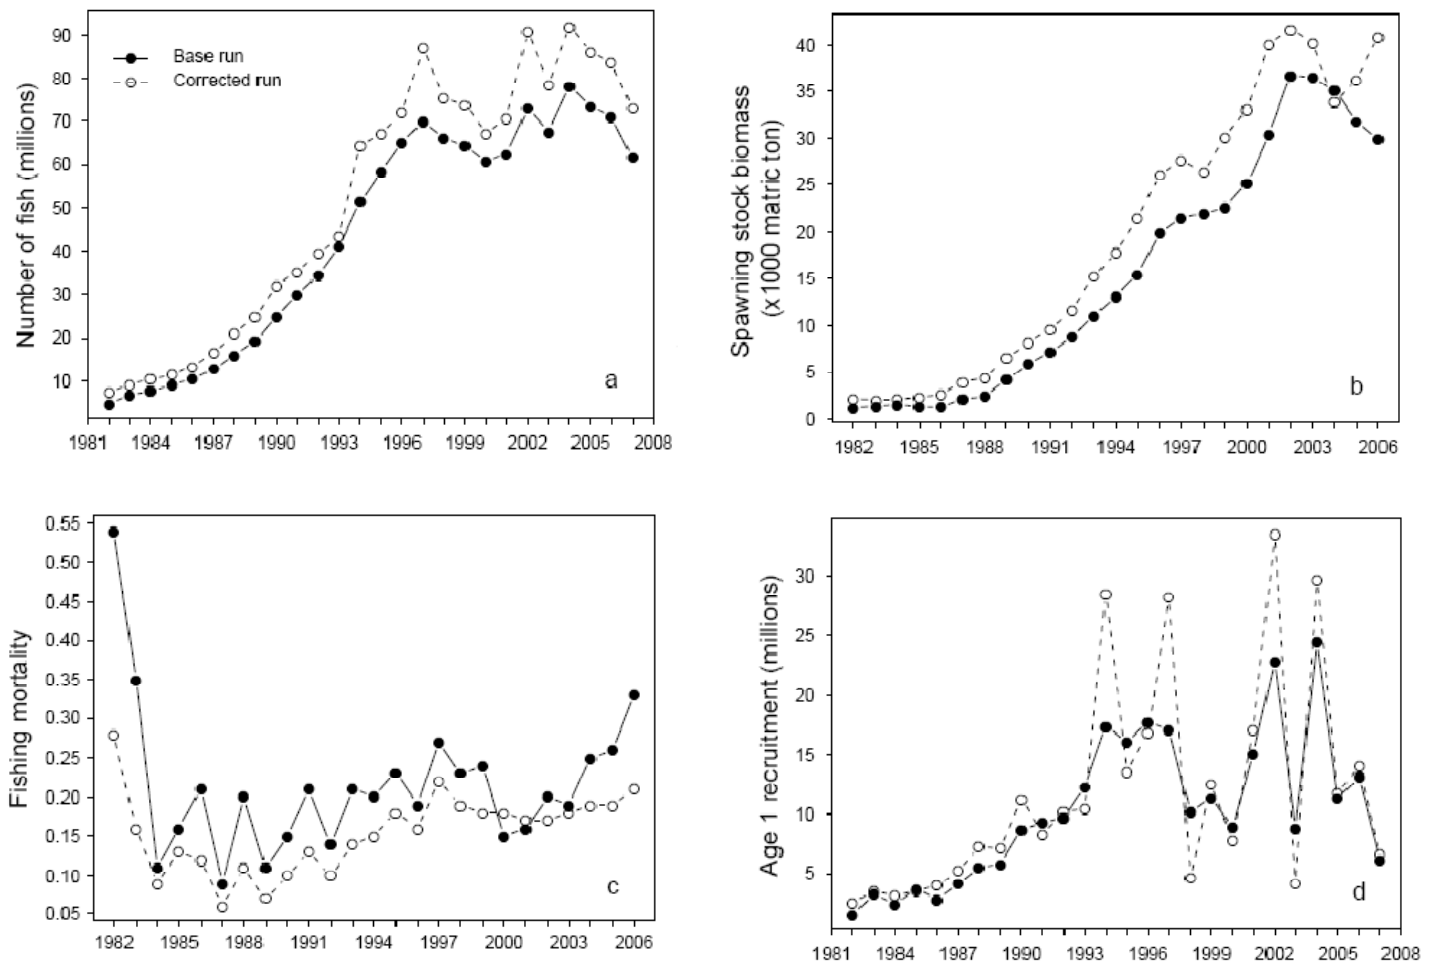 Number of fish (millions)
90
80
70
60
50
40
30
20
10
Base run
Corrected run
a
1981 1984 1987 1990 1993 1996 1999 2002 2005 2008
Spawning stock biomass
(x1000 matric ton)
40
35
30
25
20
15
10
5
0
b
1982 1985 1988 1991 1994 1997 2000 2003 2006
Fishing mortality
0.55
0.50
0.45
0.40
0.35
0.30
0.25
0.20
0.15
0.10
0.05
c
1982 1985 1988 1991 1994 1997 2000 2003 2006
Age 1 recruitment (millions)
30
25
20
15
10
5
d
1981 1984 1987 1990 1993 1996 1999 2002 2005 2008